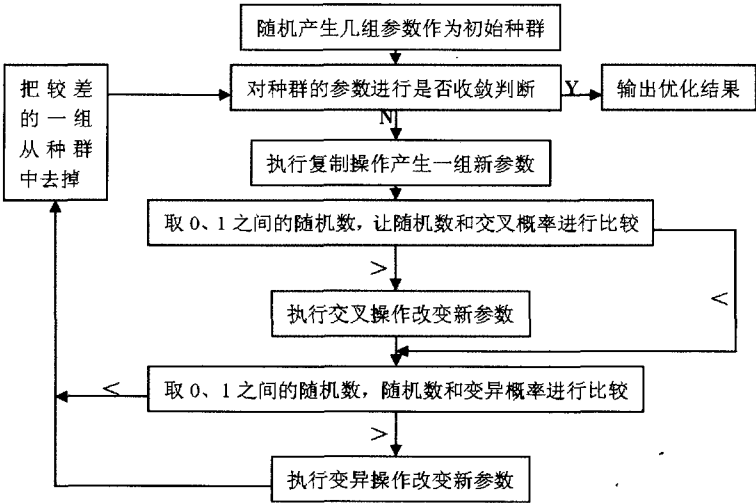 随机产生几组参数作为初始种群
对种群的参数进行是否收敛判断
Y
输出优化结果
把较差
的一组
从种群
中去掉
N
执行复制操作产生一组新参数
取 0、1 之间的随机数，让随机数和交叉概率进行比较
>
<
执行交叉操作改变新参数
<
取 0、1 之间的随机数，随机数和变异概率进行比较
>
执行变异操作改变新参数